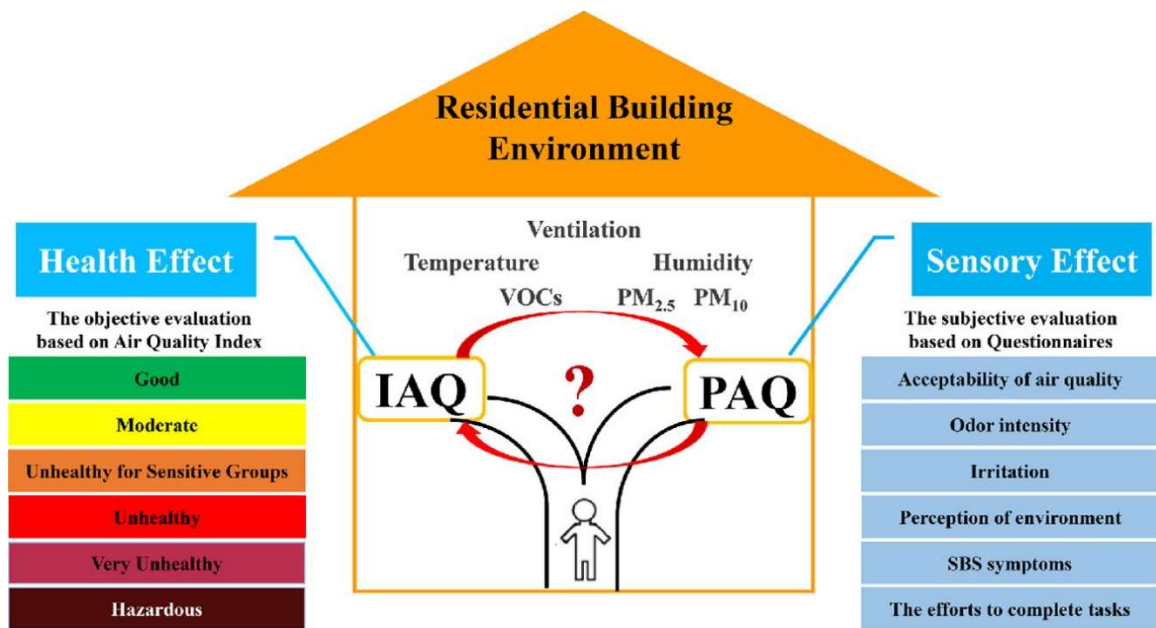 Residential Building
Environment
Health Effect
The objective evaluation
based on Air Quality Index
Good
Moderate
Unhealthy for Sensitive Groups
Unhealthy
Very Unhealthy
Hazardous
Ventilation
Temperature Humidity
VOCs PM2.5 PM10
IAQ ? PAQ
Sensory Effect
The subjective evaluation
based on Questionnaires
Acceptability of air quality
Odor intensity
Irritation
Perception of environment
SBS symptoms
The efforts to complete tasks